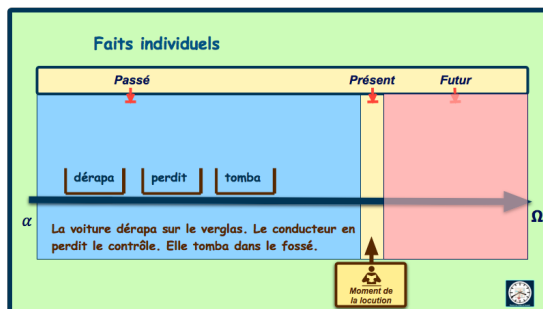 Faits individuels
Passé
Présent
Futur
dérapa
perdit
tomba
α
Ω
La voiture dérapa sur le verglas. Le conducteur en
perdit le contrôle. Elle tomba dans le fossé.
Moment de
la locution